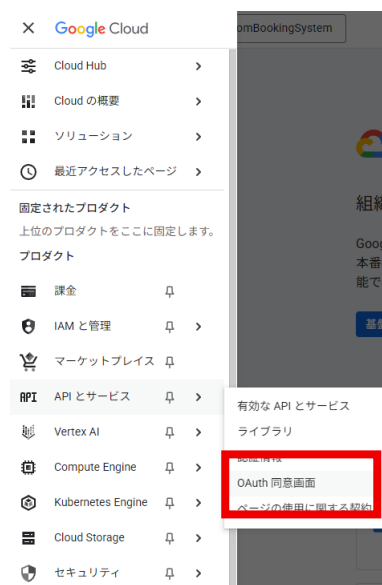 Google Cloud
omBookingSystem
Cloud Hub
Cloud の概要
ソリューション
最近アクセスしたページ
固定されたプロダクト
上位のプロダクトをここに固定します。
プロダクト
課金
IAM と管理
マーケットプレイス
API
API とサービス
Vertex AI
Compute Engine
Kubernetes Engine
Cloud Storage
セキュリティ
有効な API とサービス
ライブラリ
認証情報
OAuth 同意画面
ページの使用に関する契約
組
Goo
本番
能で